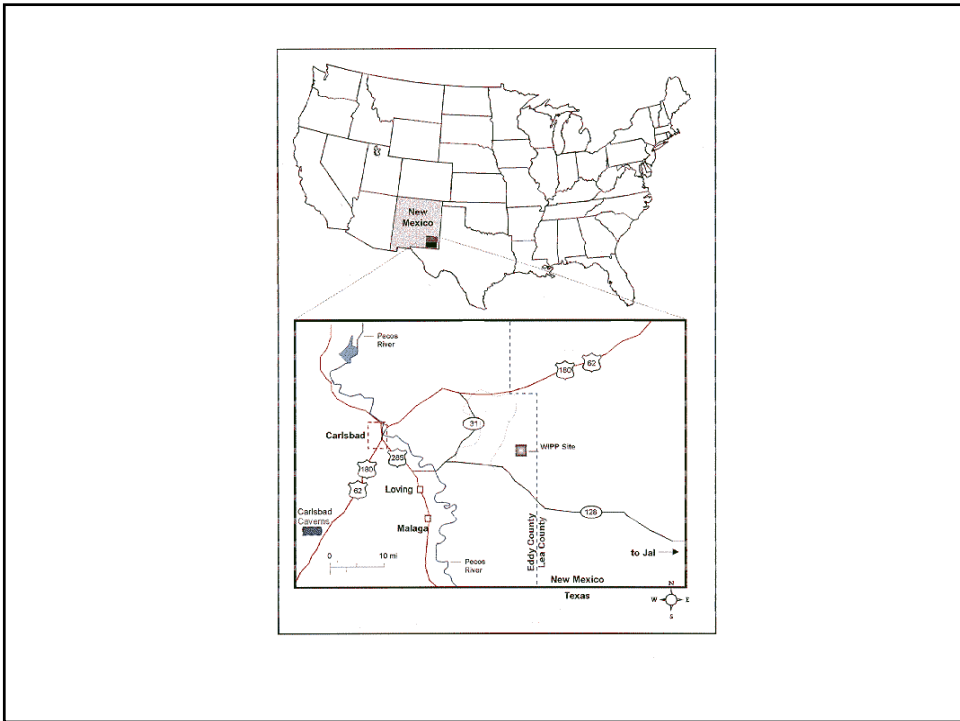 New
Mexico
Pecos
River
180
62
31
Carlsbad
WIPP Site
285
180
62
Loving
Carlsbad
Caverns
Malaga
128
0 10 mi
Eddy County
Lea County
to Jal
Pecos
River
New Mexico
Texas
N
W E
S